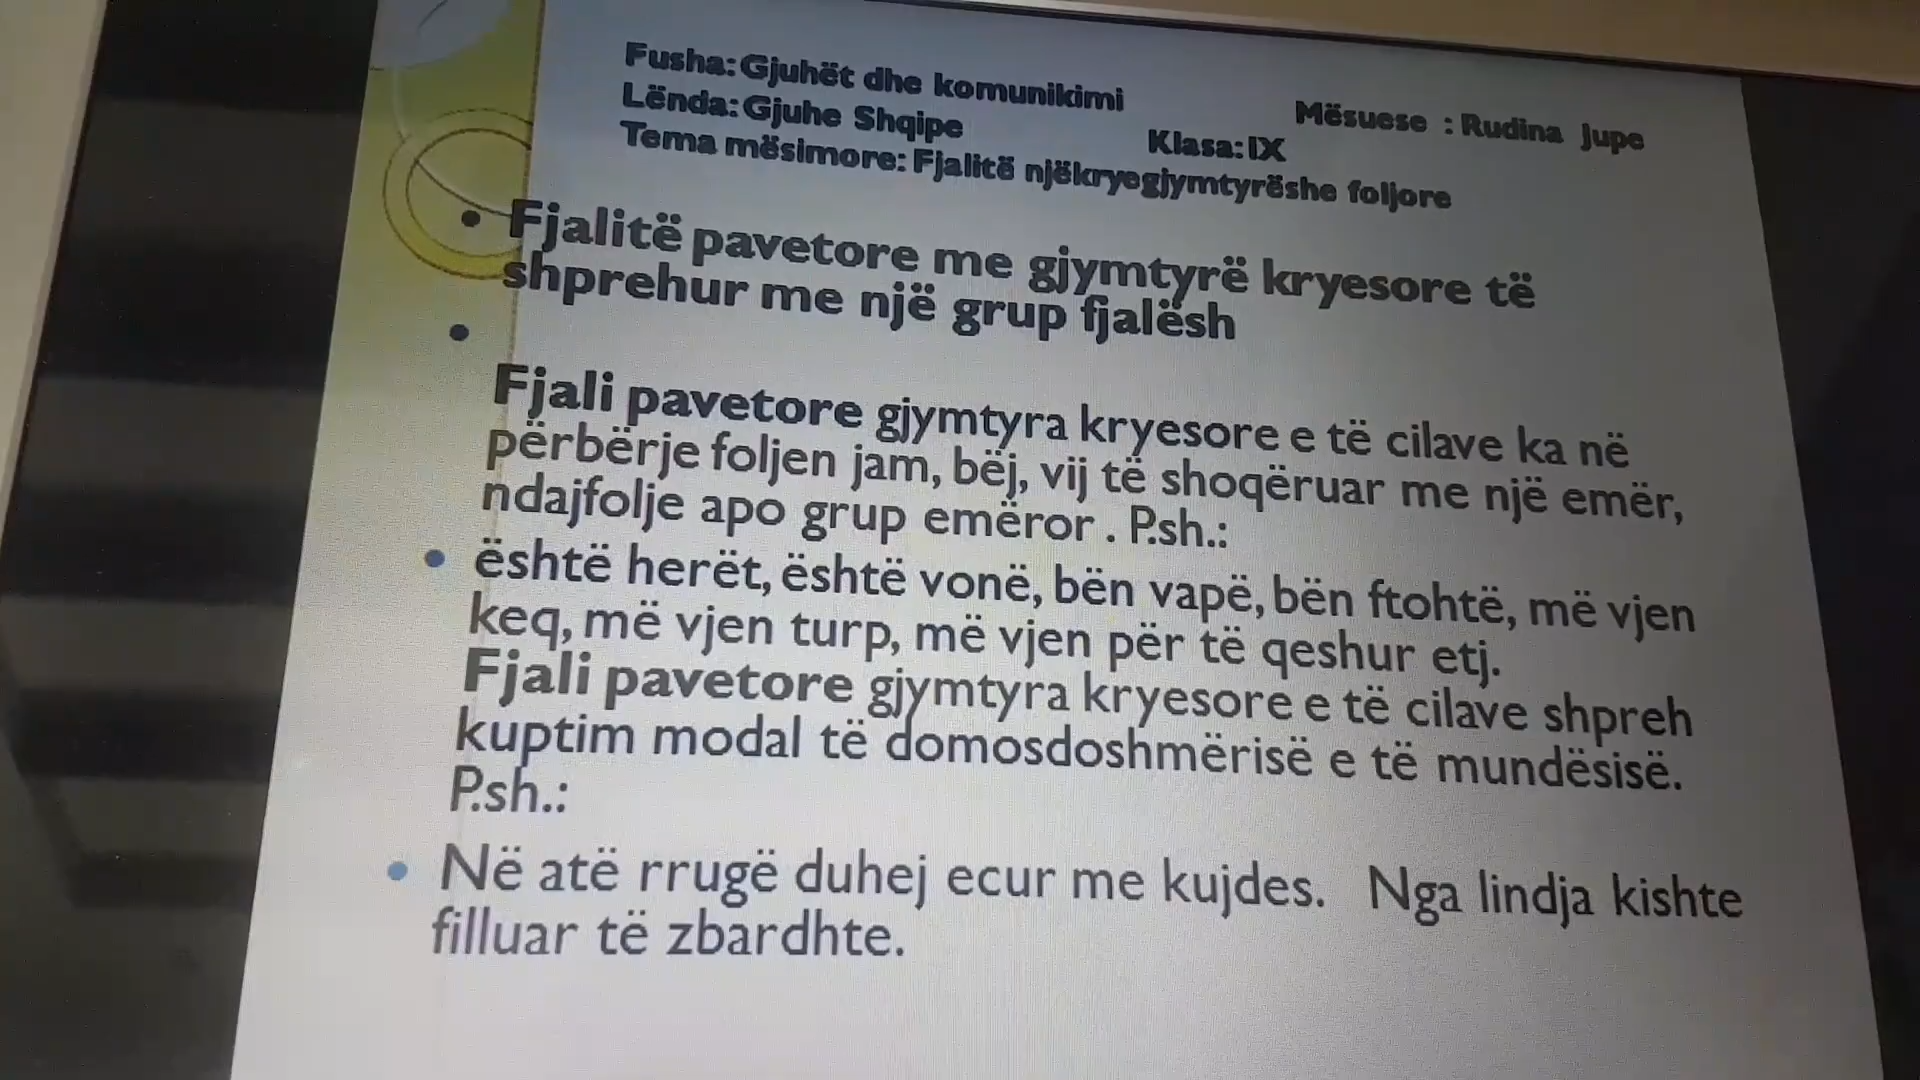 Fusha: Gjuhët dhe komunikimi
Lënda: Gjuhe Shqipe Mësuese : Rudina Jupe
Klasa: IX
Tema mësimore: Fjalitë njëkryegjymtyrëshe foljore
• Fjalitë pavetore me gjymtyrë kryesore të
shprehur me një grup fjalësh
•
Fjali pavetore gjymtyra kryesore e të cilave ka në
përbërje foljen jam, bëj, vij të shoqëruar me një emër,
ndajfolje apo grup emëror . P.sh.:
• është herët, është vonë, bën vapë, bën ftohtë, më vjen
keq, më vjen turp, më vjen për të qeshur etj.
Fjali pavetore gjymtyra kryesore e të cilave shpreh
kuptim modal të domosdoshmërisë e të mundësisë.
P.sh.:
• Në atë rrugë duhej ecur me kujdes. Nga lindja kishte
filluar të zbardhte.